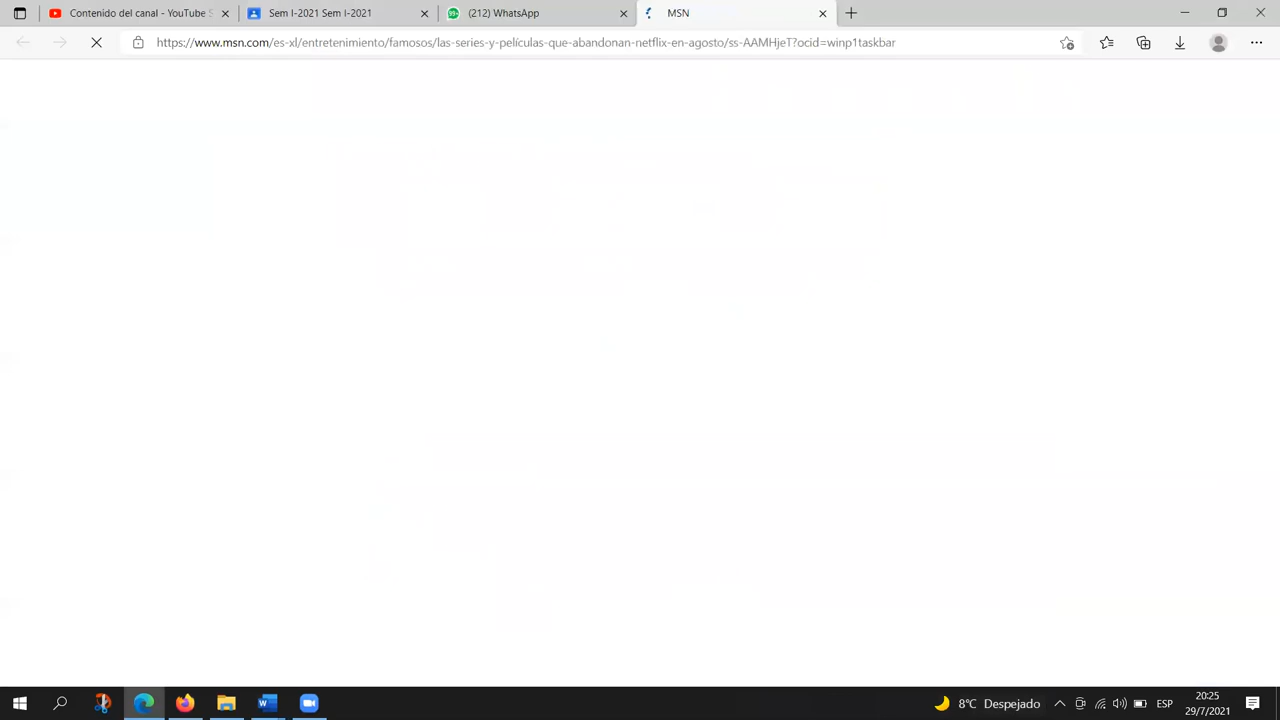 Contenido del canal - YouTube S
Sem I-2021 Sem I-2021
99+
(212) WhatsApp
MSN
https://www.msn.com/es-xl/entretenimiento/famosos/las-series-y-películas-que-abandonan-netflix-en-agosto/ss-AAMHjeT?ocid=winp1taskbar
W
8°C Despejado
ESP
20:25
29/7/2021